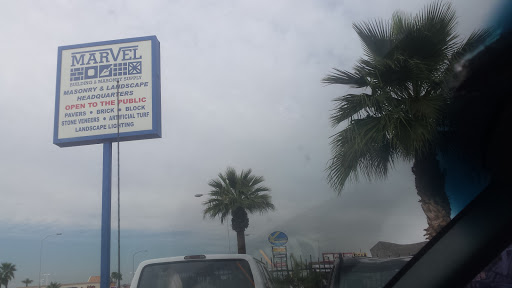 MARVEL
BUILDING & MASONRY SUPPLY
MASONRY & LANDSCAPE
HEADQUARTERS
OPEN TO THE PUBLIC
PAVERS • BRICK • BLOCK
STONE VENEERS • ARTIFICIAL TURF
LANDSCAPE LIGHTING